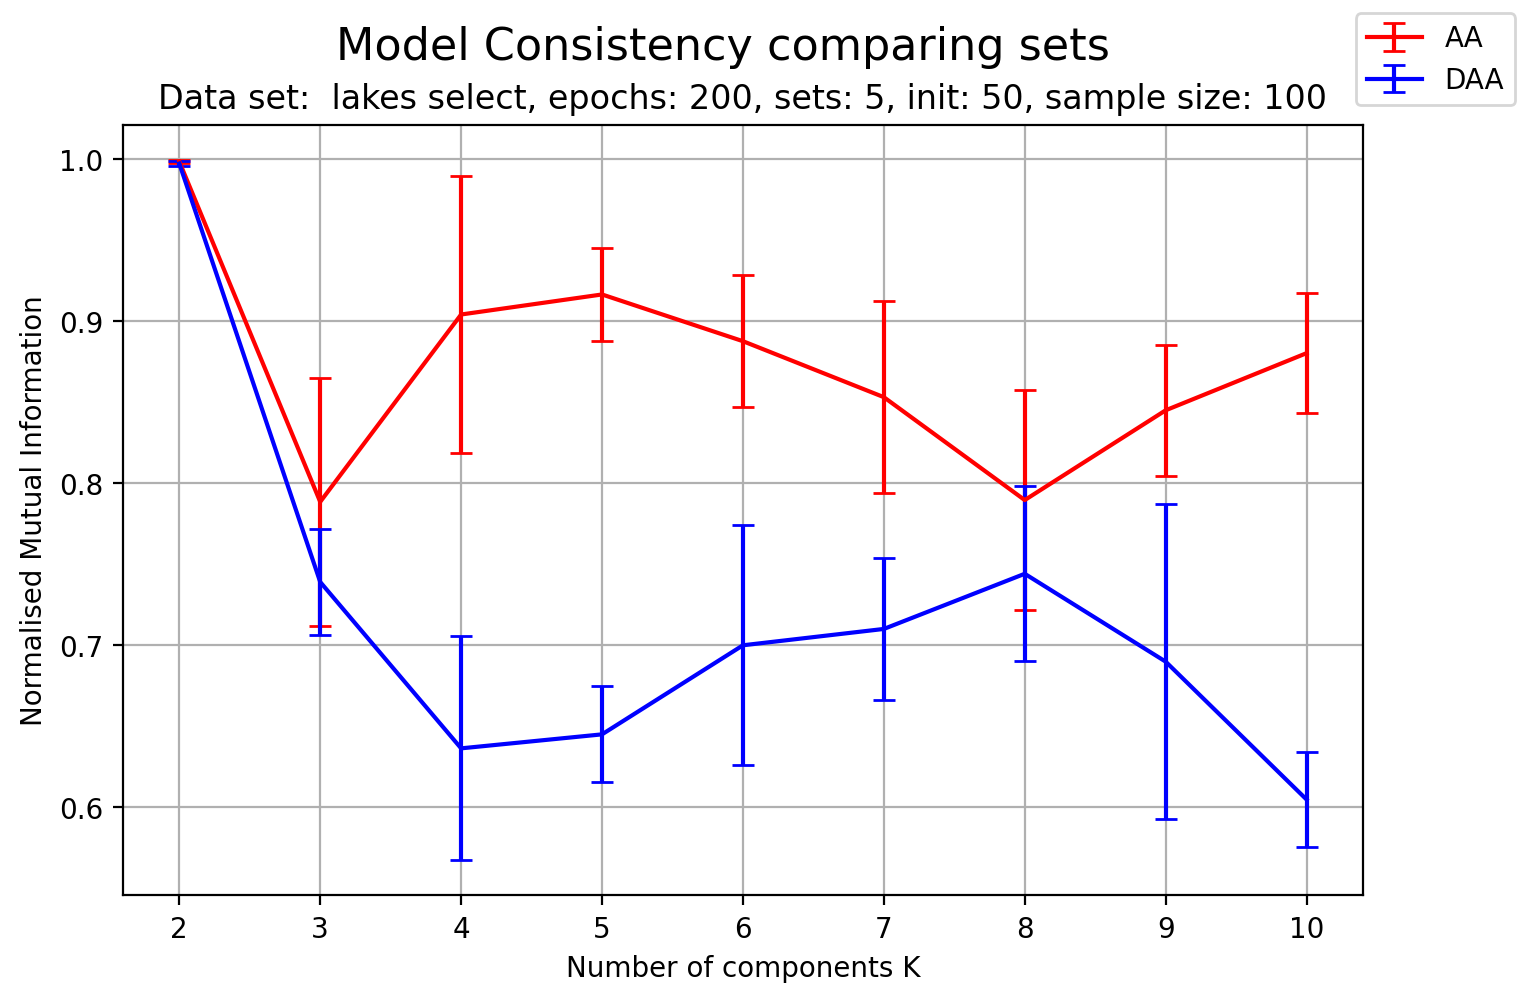 Model Consistency comparing sets
Data set:  lakes select, epochs: 200, sets: 5, init: 50, sample size: 100
AA
DAA
Normalised Mutual Information
1.0
0.9
0.8
0.7
0.6
2 3 4 5 6 7 8 9 10
Number of components K